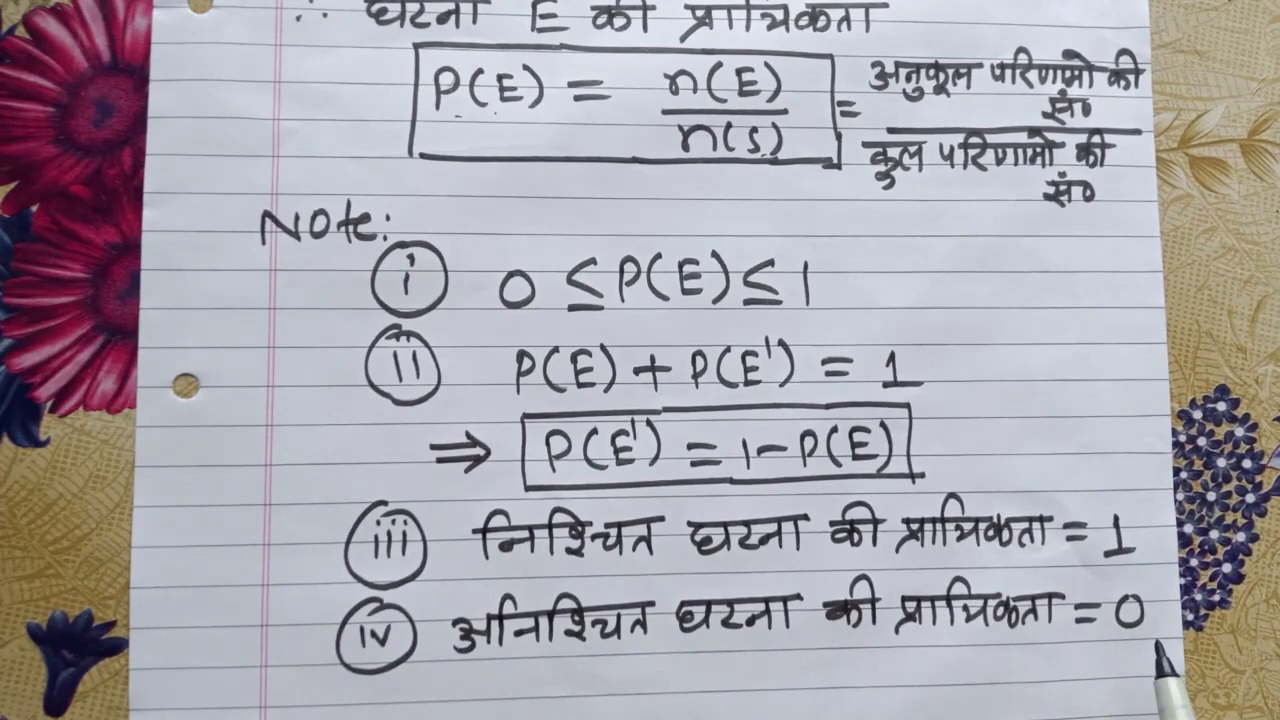 ∴ घटना E की प्रायिकता
P(E) = n(E)/n(S) = अनुकूल परिणामो की सं०/कुल परिणामो की सं०
Note:
(i) 0 ≤ P(E) ≤ 1
(ii) P(E) + P(E') = 1
⇒ P(E') = 1 - P(E)
(iii) निश्चित घटना की प्रायिकता = 1
(iv) अनिश्चित घटना की प्रायिकता = 0